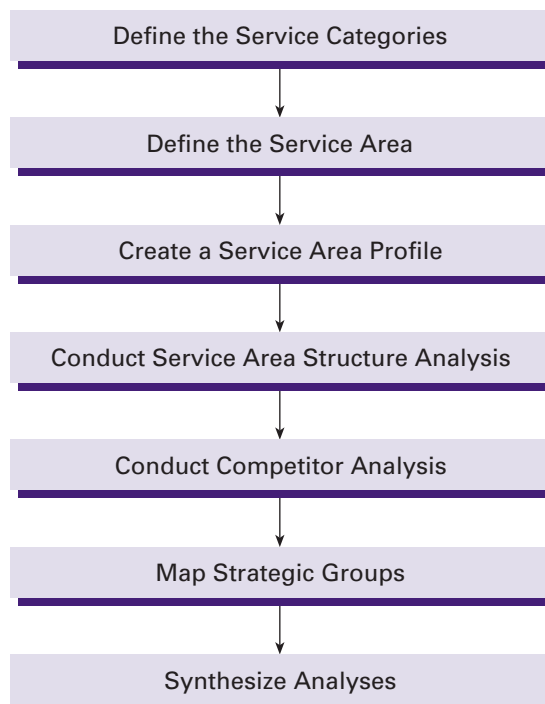 Define the Service Categories
Define the Service Area
Create a Service Area Profile
Conduct Service Area Structure Analysis
Conduct Competitor Analysis
Map Strategic Groups
Synthesize Analyses